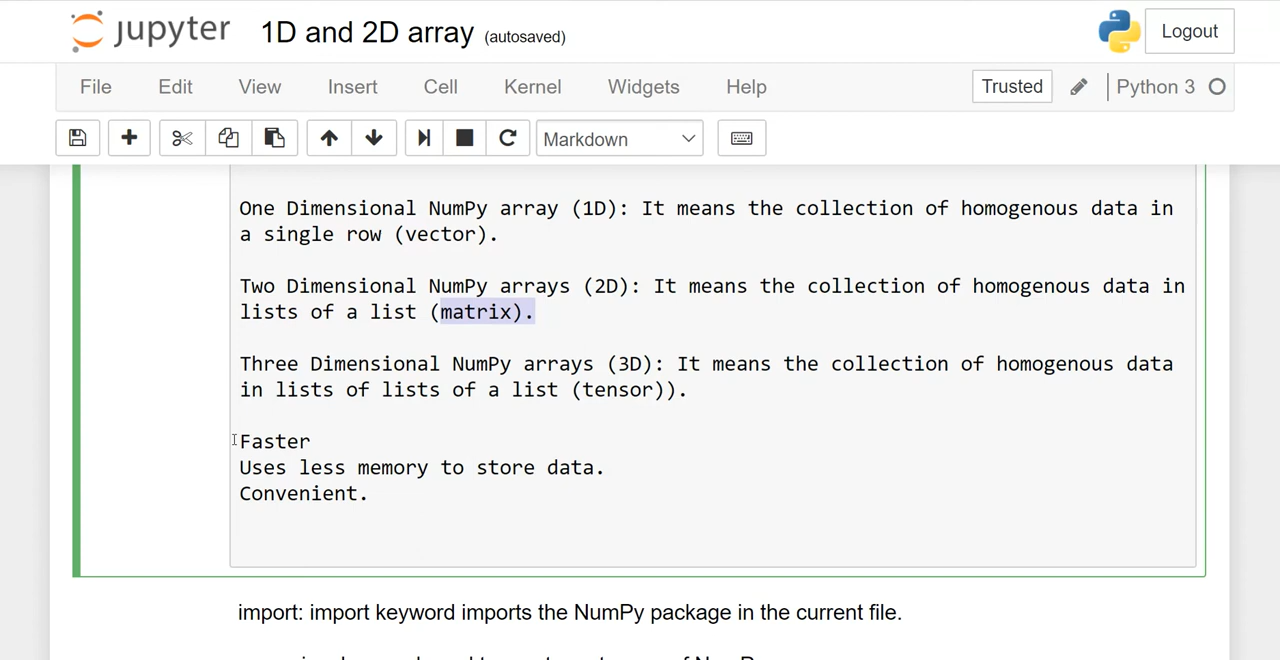 jupyter 1D and 2D array (autosaved) Logout
File Edit View Insert Cell Kernel Widgets Help Trusted Python 3
Markdown
One Dimensional NumPy array (1D): It means the collection of homogenous data in
a single row (vector).
Two Dimensional NumPy arrays (2D): It means the collection of homogenous data in
lists of a list (matrix).
Three Dimensional NumPy arrays (3D): It means the collection of homogenous data
in lists of lists of a list (tensor)).
Faster
Uses less memory to store data.
Convenient.
import: import keyword imports the NumPy package in the current file.